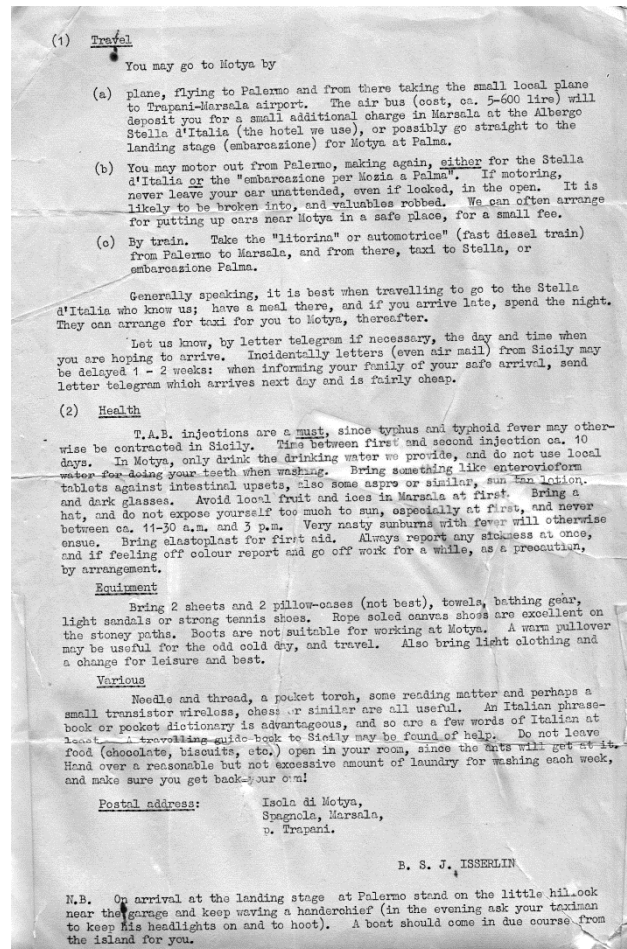 (1) Travel
You may go to Motya by
(a) plane, flying to Palermo and from there taking the small local plane
to Trapani-Marsala airport. The air bus (cost, ca. 5-600 lire) will
deposit you for a small additional charge in Marsala at the Albergo
Stella d'Italia (the hotel we use), or possibly go straight to the
landing stage (embarcazione) for Motya at Palma.
(b) You may motor out from Palermo, making again, either for the Stella
d'Italia or the "embarcazione per Mozia a Palma". If motoring,
never leave your car unattended, even if locked, in the open. It is
likely to be broken into, and valuables robbed. We can often arrange
for putting up cars near Motya in a safe place, for a small fee.
(c) By train. Take the "litorina" or automotrice" (fast diesel train)
from Palermo to Marsala, and from there, taxi to Stella, or
embarcazione Palma.
Generally speaking, it is best when travelling to go to the Stella
d'Italia who know us; have a meal there, and if you arrive late, spend the night.
They can arrange for taxi for you to Motya, thereafter.
Let us know, by letter telegram if necessary, the day and time when
you are hoping to arrive. Incidentally letters (even air mail) from Sicily may
be delayed 1 - 2 weeks: when informing your family of your safe arrival, send
letter telegram which arrives next day and is fairly cheap.
(2) Health
T.A.B. injections are a must, since typhus and typhoid fever may other-
wise be contracted in Sicily. Time between first and second injection ca. 10
days. In Motya, only drink the drinking water we provide, and do not use local
water for doing your teeth when washing. Bring something like enterovioform
tablets against intestinal upsets, also some aspro or similar, sun tan lotion.
and dark glasses. Avoid local fruit and ices in Marsala at first. Bring a
hat, and do not expose yourself too much to sun, especially at first, and never
between ca. 11-30 a.m. and 3 p.m. Very nasty sunburns with fever will otherwise
ensue. Bring elastoplast for first aid. Always report any sickness at once,
and if feeling off colour report and go off work for a while, as a precaution,
by arrangement.
Equipment
Bring 2 sheets and 2 pillow-cases (not best), towels, bathing gear,
light sandals or strong tennis shoes. Rope soled canvas shoes are excellent on
the stoney paths. Boots are not suitable for working at Motya. A warm pullover
may be useful for the odd cold day, and travel. Also bring light clothing and
a change for leisure and best.
Various
Needle and thread, a pocket torch, some reading matter and perhaps a
small transistor wireless, chess or similar are all useful. An Italian phrase-
book or pocket dictionary is advantageous, and so are a few words of Italian at
least. A travelling guide book to Sicily may be found of help. Do not leave
food (chocolate, biscuits, etc.) open in your room, since the ants will get at it.
Hand over a reasonable but not excessive amount of laundry for washing each week,
and make sure you get back your own!
Postal address: Isola di Motya,
Spagnola, Marsala,
p. Trapani.
B. S. J. ISSERLIN
N.B. On arrival at the landing stage at Palermo stand on the little hillock
near the garage and keep waving a handerchief (in the evening ask your taximan
to keep his headlights on and to hoot). A boat should come in due course from
the island for you.